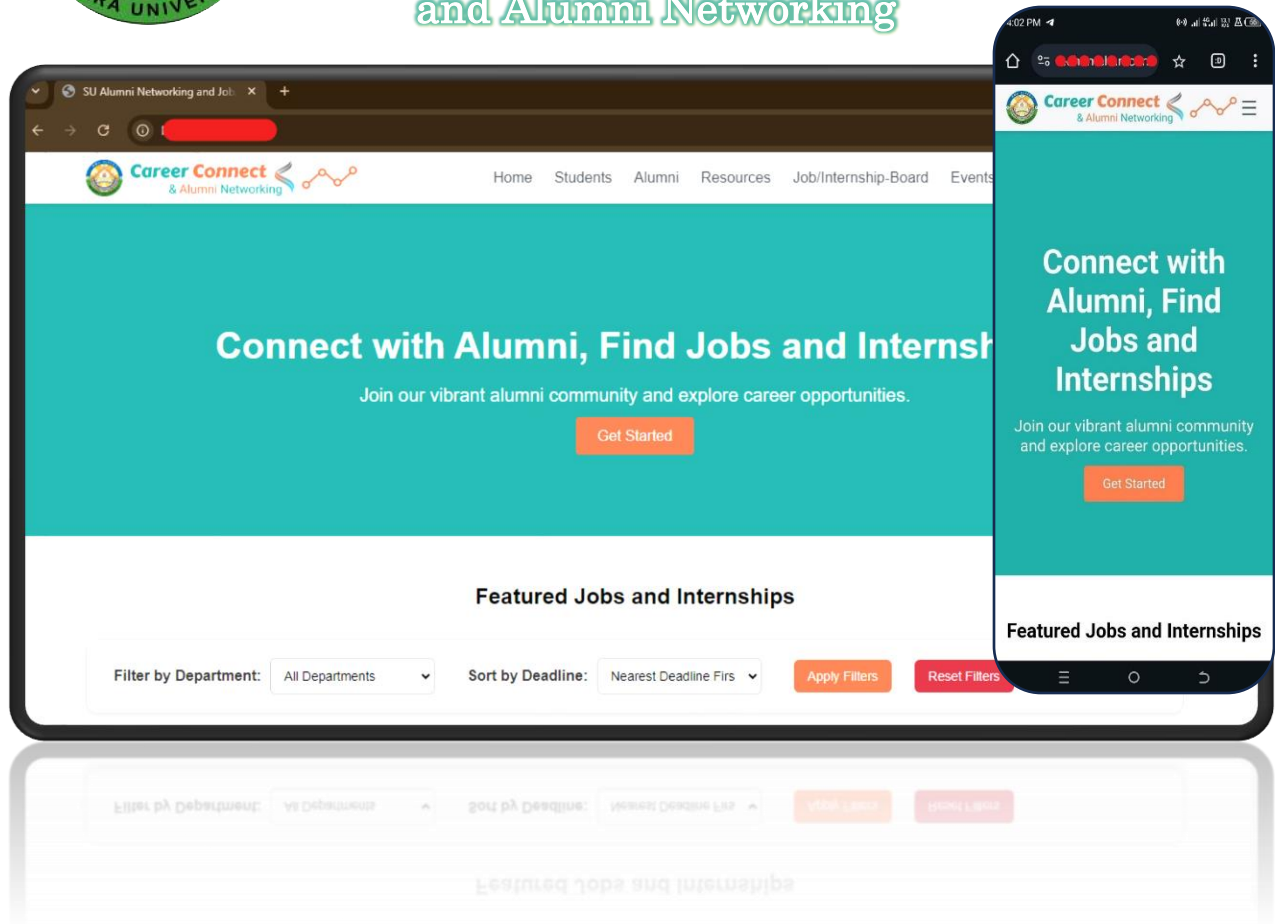 UNIVE
and Alumni Networking
SU Alumni Networking and Job
Career Connect
& Alumni Networking
Home Students Alumni Resources Job/Internship-Board Events
Connect with Alumni, Find Jobs and Internsh
Join our vibrant alumni community and explore career opportunities.
Get Started
Featured Jobs and Internships
Filter by Department: All Departments Sort by Deadline: Nearest Deadline Firs Apply Filters Reset Filters
4:02 PM
Career Connect
& Alumni Networking
Connect with
Alumni, Find
Jobs and
Internships
Join our vibrant alumni community
and explore career opportunities.
Get Started
Featured Jobs and Internships